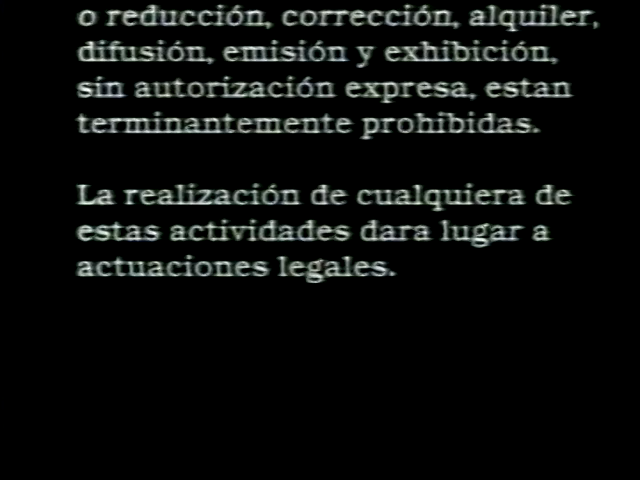 o reducción, corrección, alquiler,
difusión, emisión y exhibición,
sin autorización expresa, estan
terminantemente prohibidas.
La realización de cualquiera de
estas actividades dara lugar a
actuaciones legales.